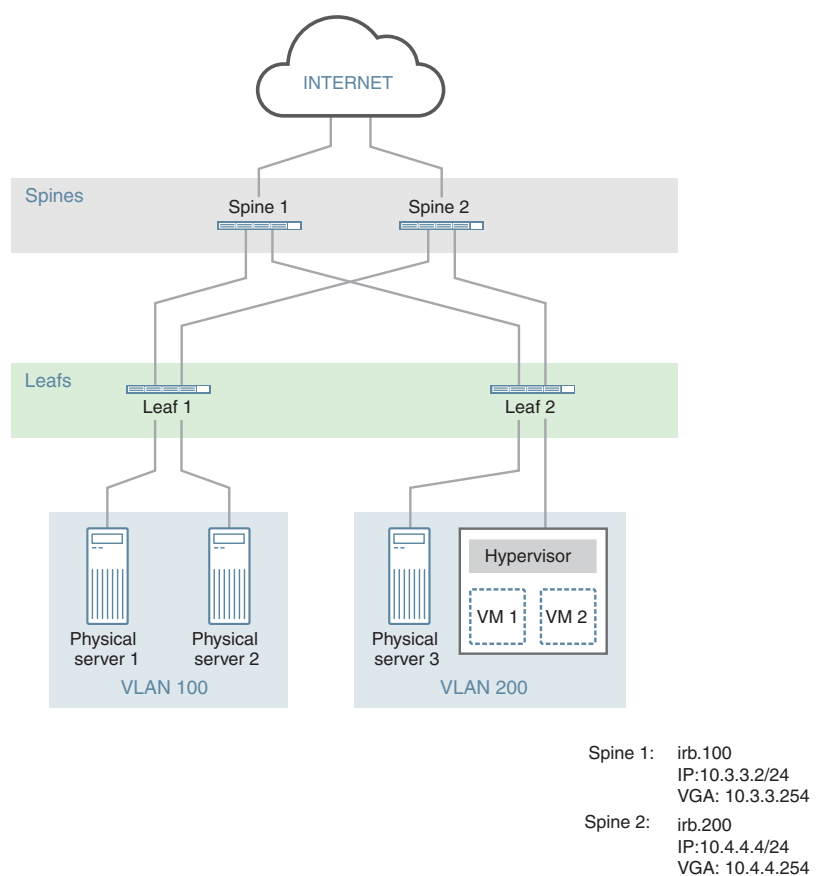 INTERNET
Spines
Spine 1
Spine 2
Leafs
Leaf 1
Leaf 2
Hypervisor
VM 1
VM 2
Physical
server 1
Physical
server 2
Physical
server 3
VLAN 100
VLAN 200
Spine 1: irb.100
IP:10.3.3.2/24
VGA: 10.3.3.254
Spine 2: irb.200
IP:10.4.4.4/24
VGA: 10.4.4.254